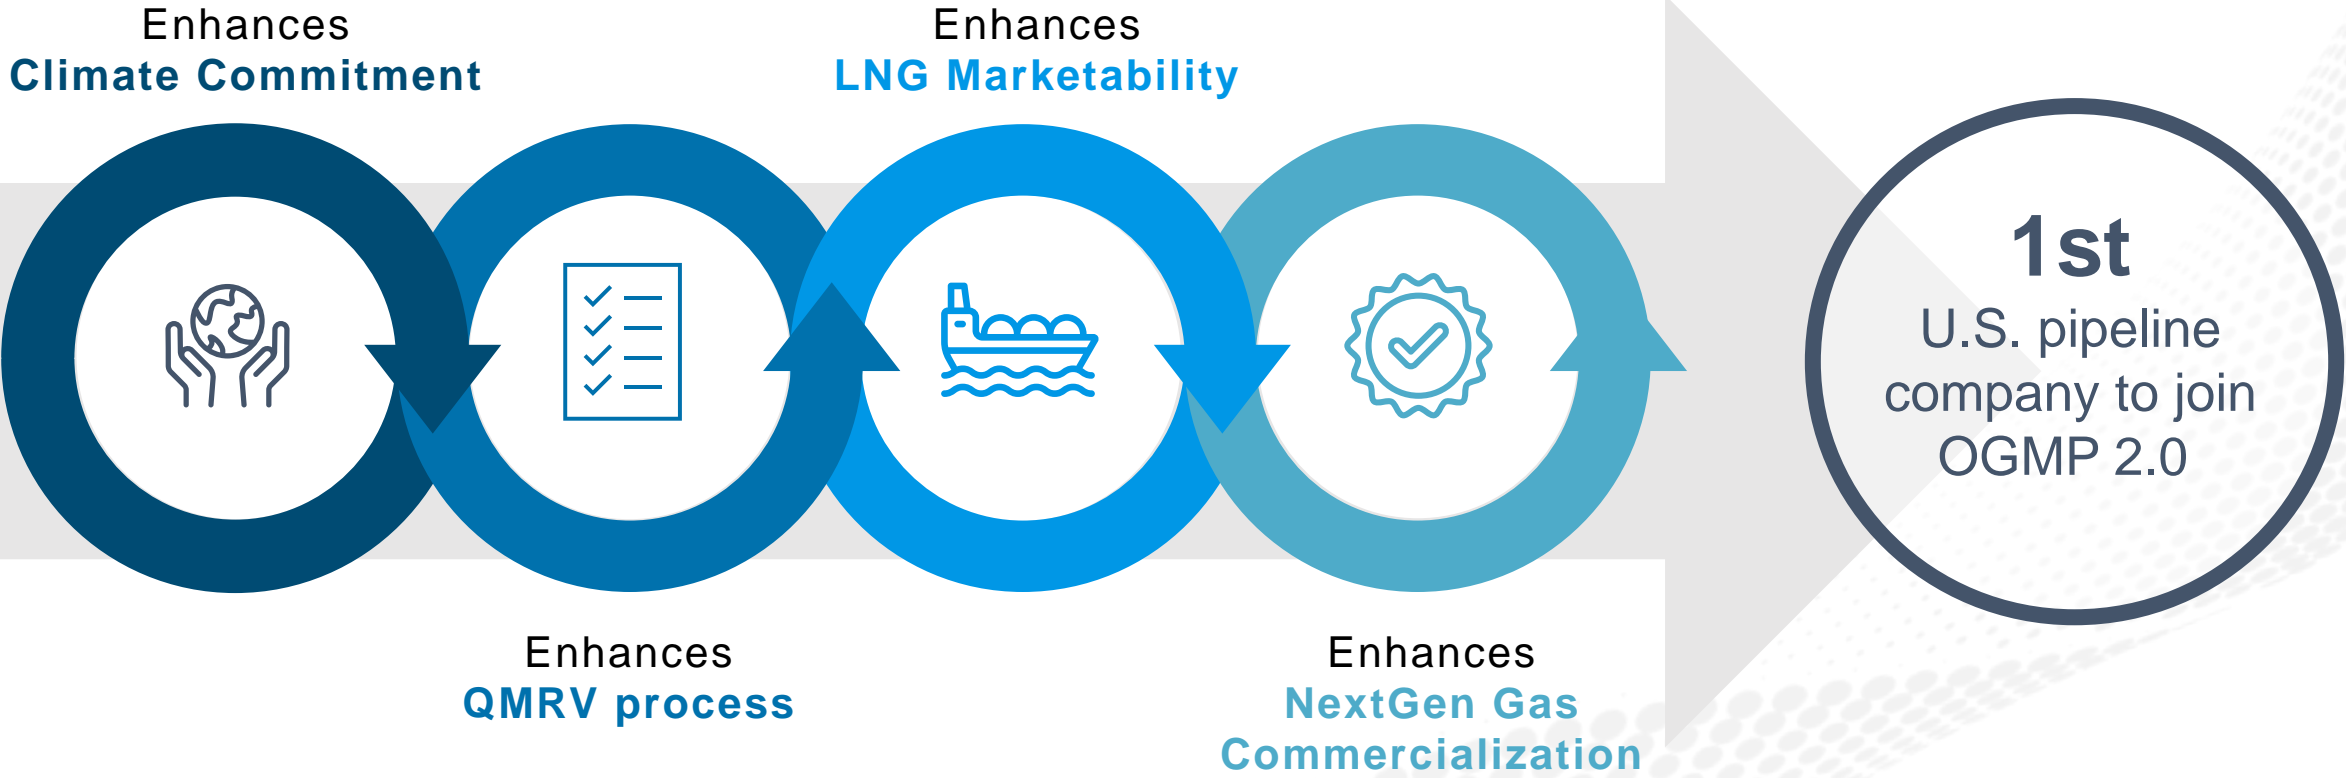 Enhances
Climate Commitment
Enhances
QMRV process
Enhances
LNG Marketability
Enhances
NextGen Gas
Commercialization
1st
U.S. pipeline
company to join
OGMP 2.0